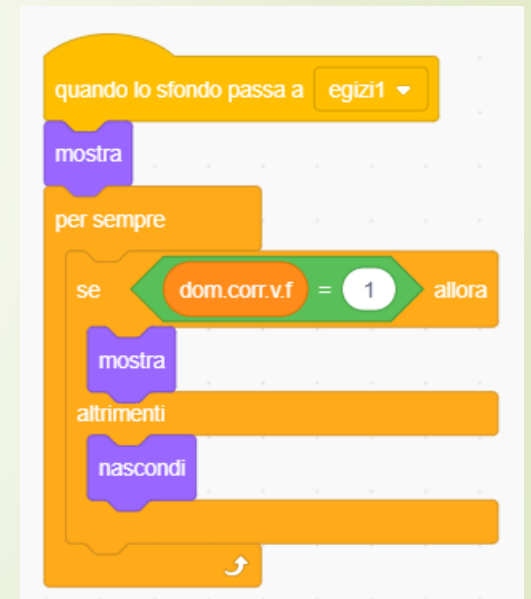 quando lo sfondo passa a egizi1
mostra
per sempre
se dom.corr.v.f = 1 allora
mostra
altrimenti
nascondi